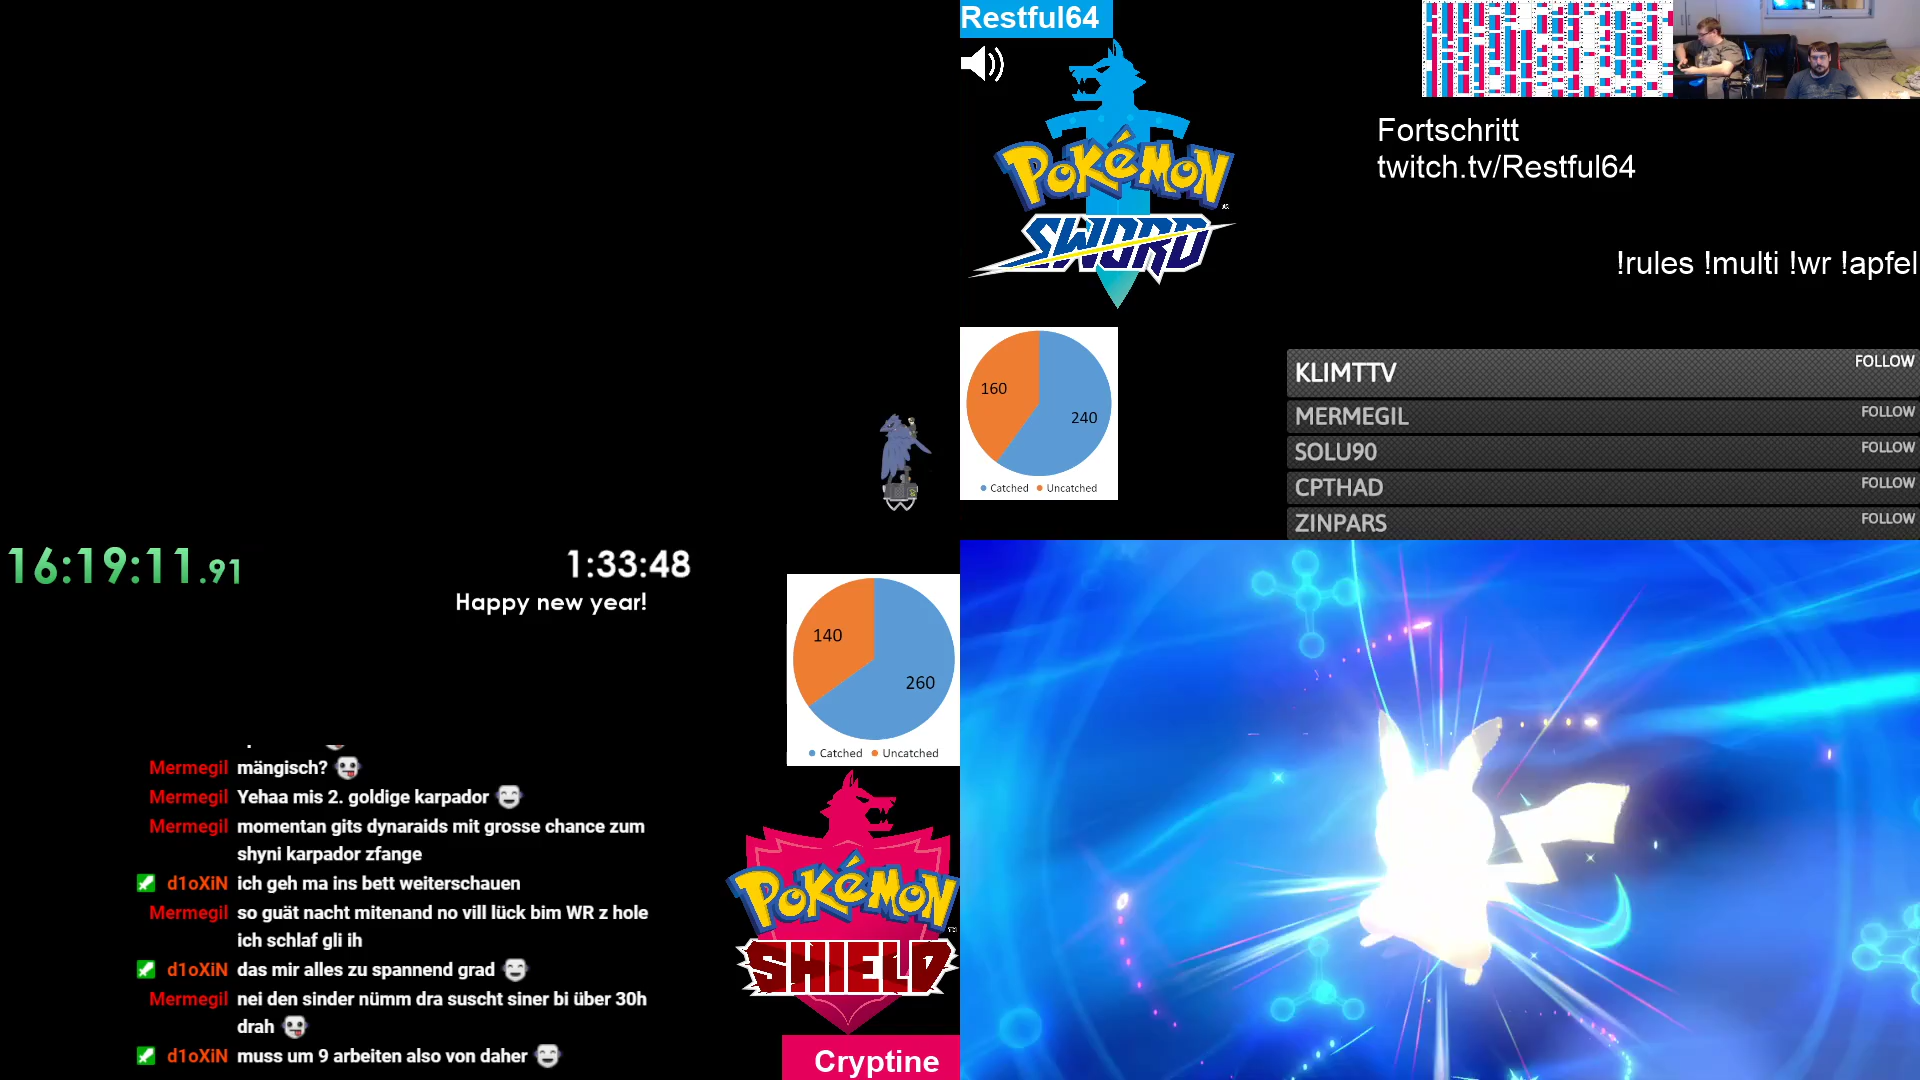 Restful64
POKéMON
SWORD
Fortschritt
twitch.tv/Restful64
!rules !multi !wr !apfel
160
240
Catched Uncatched
KLIMTTV FOLLOW
MERMEGIL FOLLOW
SOLU90 FOLLOW
CPTHAD FOLLOW
ZINPARS FOLLOW
16:19:11.91
1:33:48
Happy new year!
140
260
Catched Uncatched
Mermegil mängisch?
Mermegil Yehaa mis 2. goldige karpador
Mermegil momentan gits dynaraids mit grosse chance zum
shyni karpador zfange
d1oXiN ich geh ma ins bett weiterschauen
Mermegil so guät nacht mitenand no vill lück bim WR z hole
ich schlaf gli ih
d1oXiN das mir alles zu spannend grad
Mermegil nei den sinder nümm dra suscht siner bi über 30h
drah
d1oXiN muss um 9 arbeiten also von daher
POKéMON
SHIELD
Cryptine